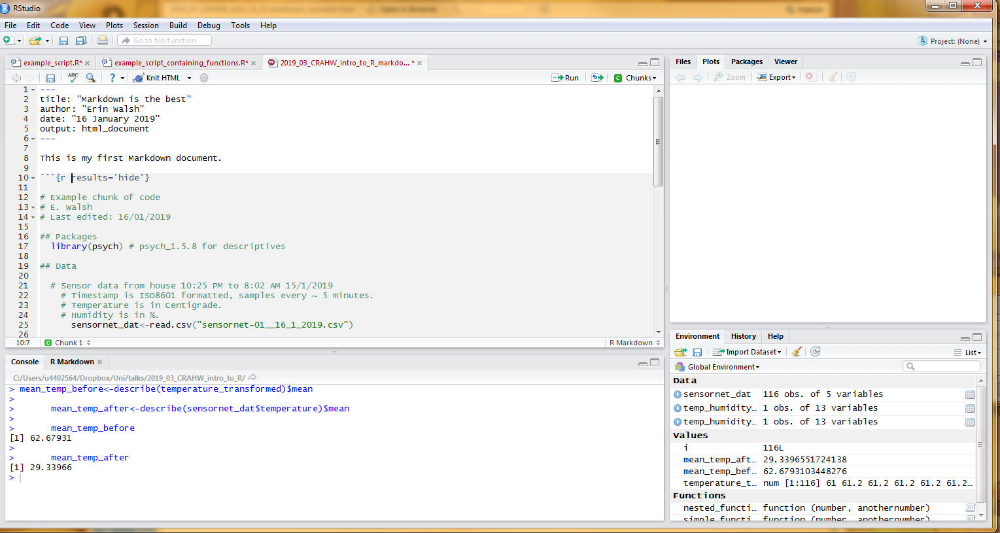 RStudio
File Edit Code View Plots Session Build Debug Tools Help
Go to file/function
Project: (None)
example_script.R*
example_script_containing_functions.R*
2019_03_CRAHW_intro_to_R_markdo... *
ABC
?
Knit HTML
Run
Chunks
1 ---
2 title: "Markdown is the best"
3 author: "Erin Walsh"
4 date: "16 January 2019"
5 output: html_document
6 ---
7
8 This is my first Markdown document.
9
10 ```{r results='hide'}
11
12 # Example chunk of code
13 # E. Walsh
14 # Last edited: 16/01/2019
15
16 ## Packages
17 library(psych) # psych_1.5.8 for descriptives
18
19 ## Data
20
21 # Sensor data from house 10:25 PM to 8:02 AM 15/1/2019
22 # Timestamp is ISO8601 formatted, samples every ~ 5 minutes.
23 # Temperature is in Centigrade.
24 # Humidity is in %.
25 sensornet_dat<-read.csv("sensornet-01__16_1_2019.csv")
26
10:7 C Chunk 1 R Markdown
Console R Markdown
C:/Users/u4402564/Dropbox/Uni/talks/2019_03_CRAHW_intro_to_R/
> mean_temp_before<-describe(temperature_transformed)$mean
>
> mean_temp_after<-describe(sensornet_dat$temperature)$mean
>
> mean_temp_before
[1] 62.67931
>
> mean_temp_after
[1] 29.33966
>
Files Plots Packages Viewer
Zoom Export
Environment History Help
Import Dataset List
Global Environment
Data
sensornet_dat 116 obs. of 5 variables
temp_humidity… 1 obs. of 13 variables
temp_humidity… 1 obs. of 13 variables
Values
i 116L
mean_temp_aft… 29.3396551724138
mean_temp_bef… 62.6793103448276
temperature_t… num [1:116] 61 61.2 61.2 61.2 61.2 61.2…
Functions
nested_functi… function (number, anothernumber)
simple_functi… function (number, anothernumber)